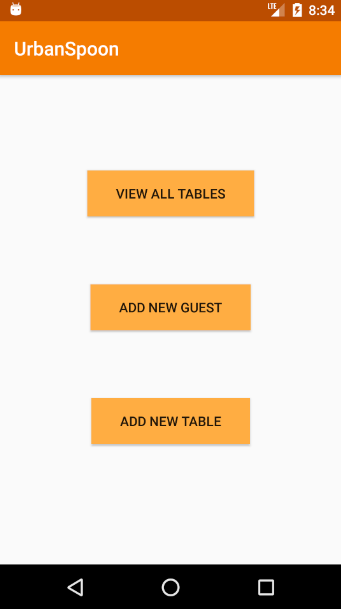 LTE 8:34
UrbanSpoon
VIEW ALL TABLES
ADD NEW GUEST
ADD NEW TABLE